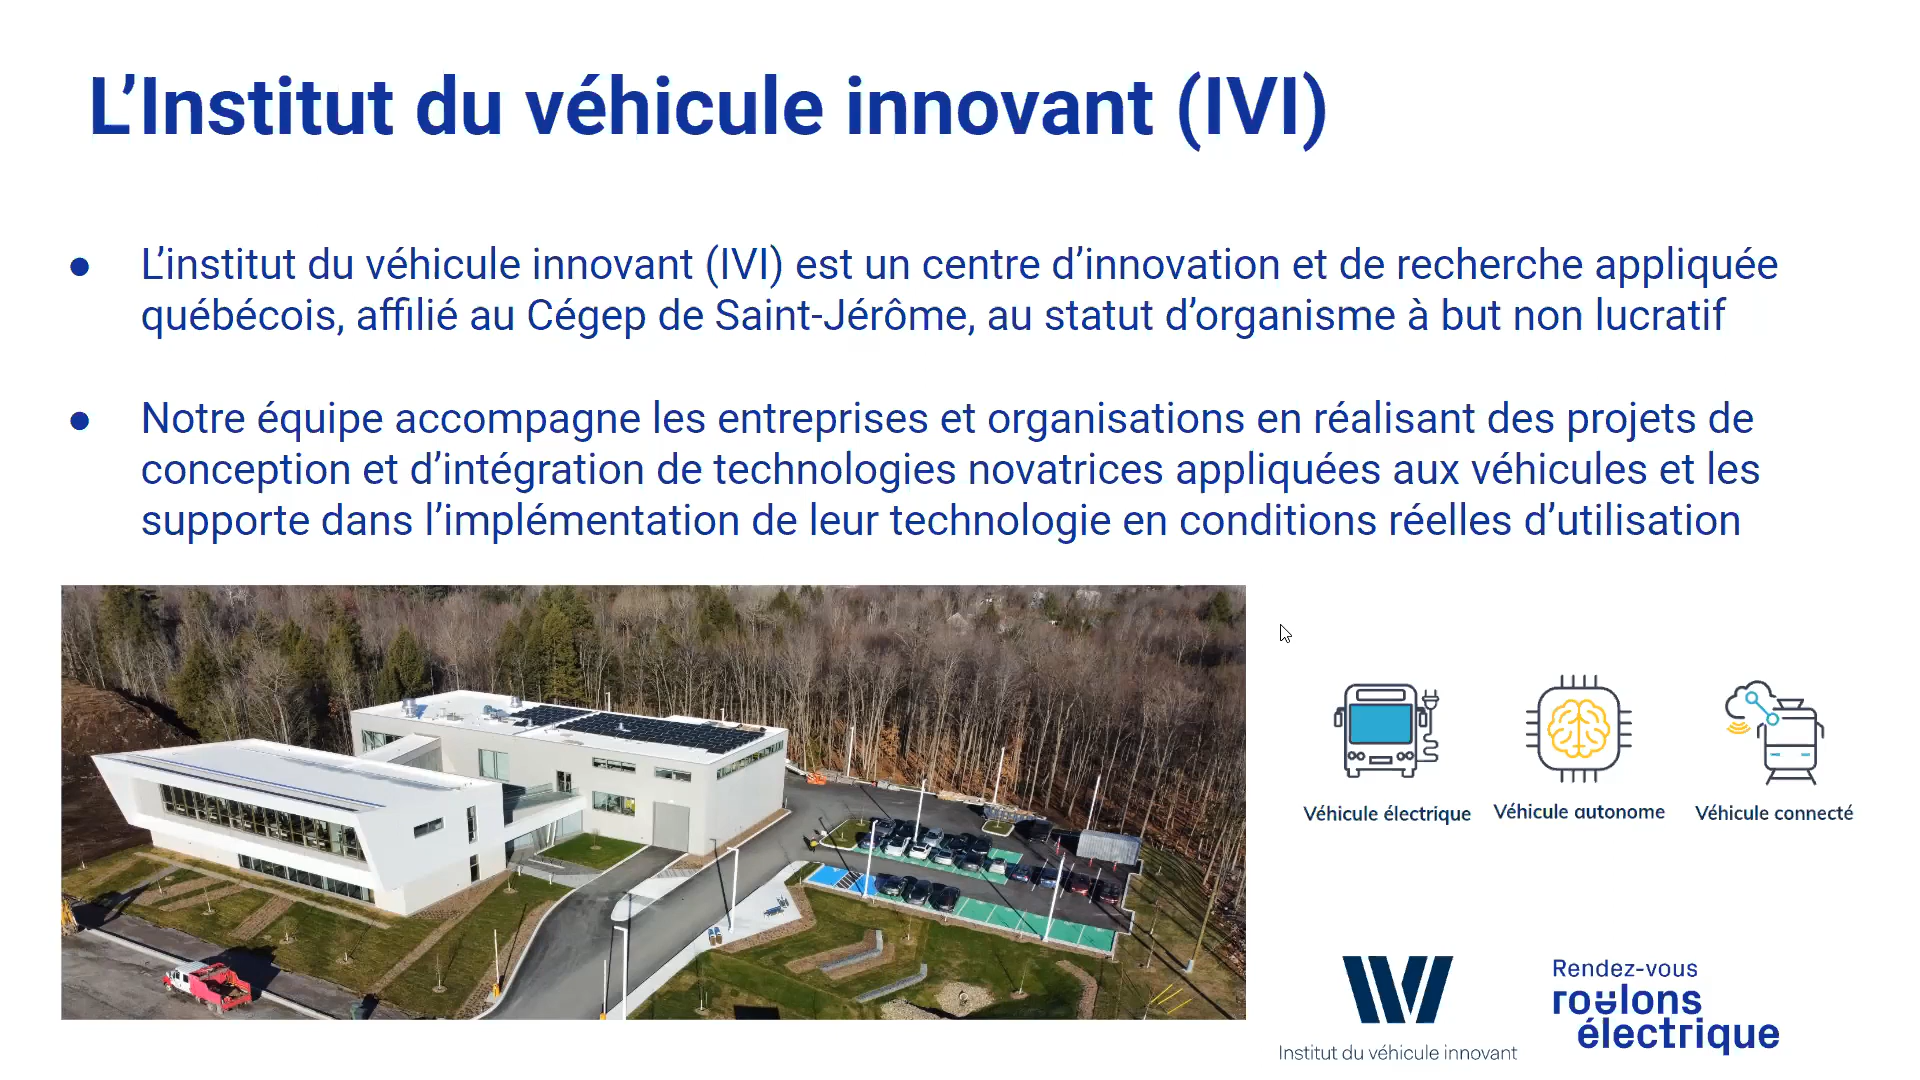 L’Institut du véhicule innovant (IVI)
● L’institut du véhicule innovant (IVI) est un centre d’innovation et de recherche appliquée
québécois, affilié au Cégep de Saint-Jérôme, au statut d’organisme à but non lucratif
● Notre équipe accompagne les entreprises et organisations en réalisant des projets de
conception et d’intégration de technologies novatrices appliquées aux véhicules et les
supporte dans l’implémentation de leur technologie en conditions réelles d’utilisation
Véhicule électrique
Véhicule autonome
Véhicule connecté
IVI
Institut du véhicule innovant
Rendez-vous
roulons
électrique